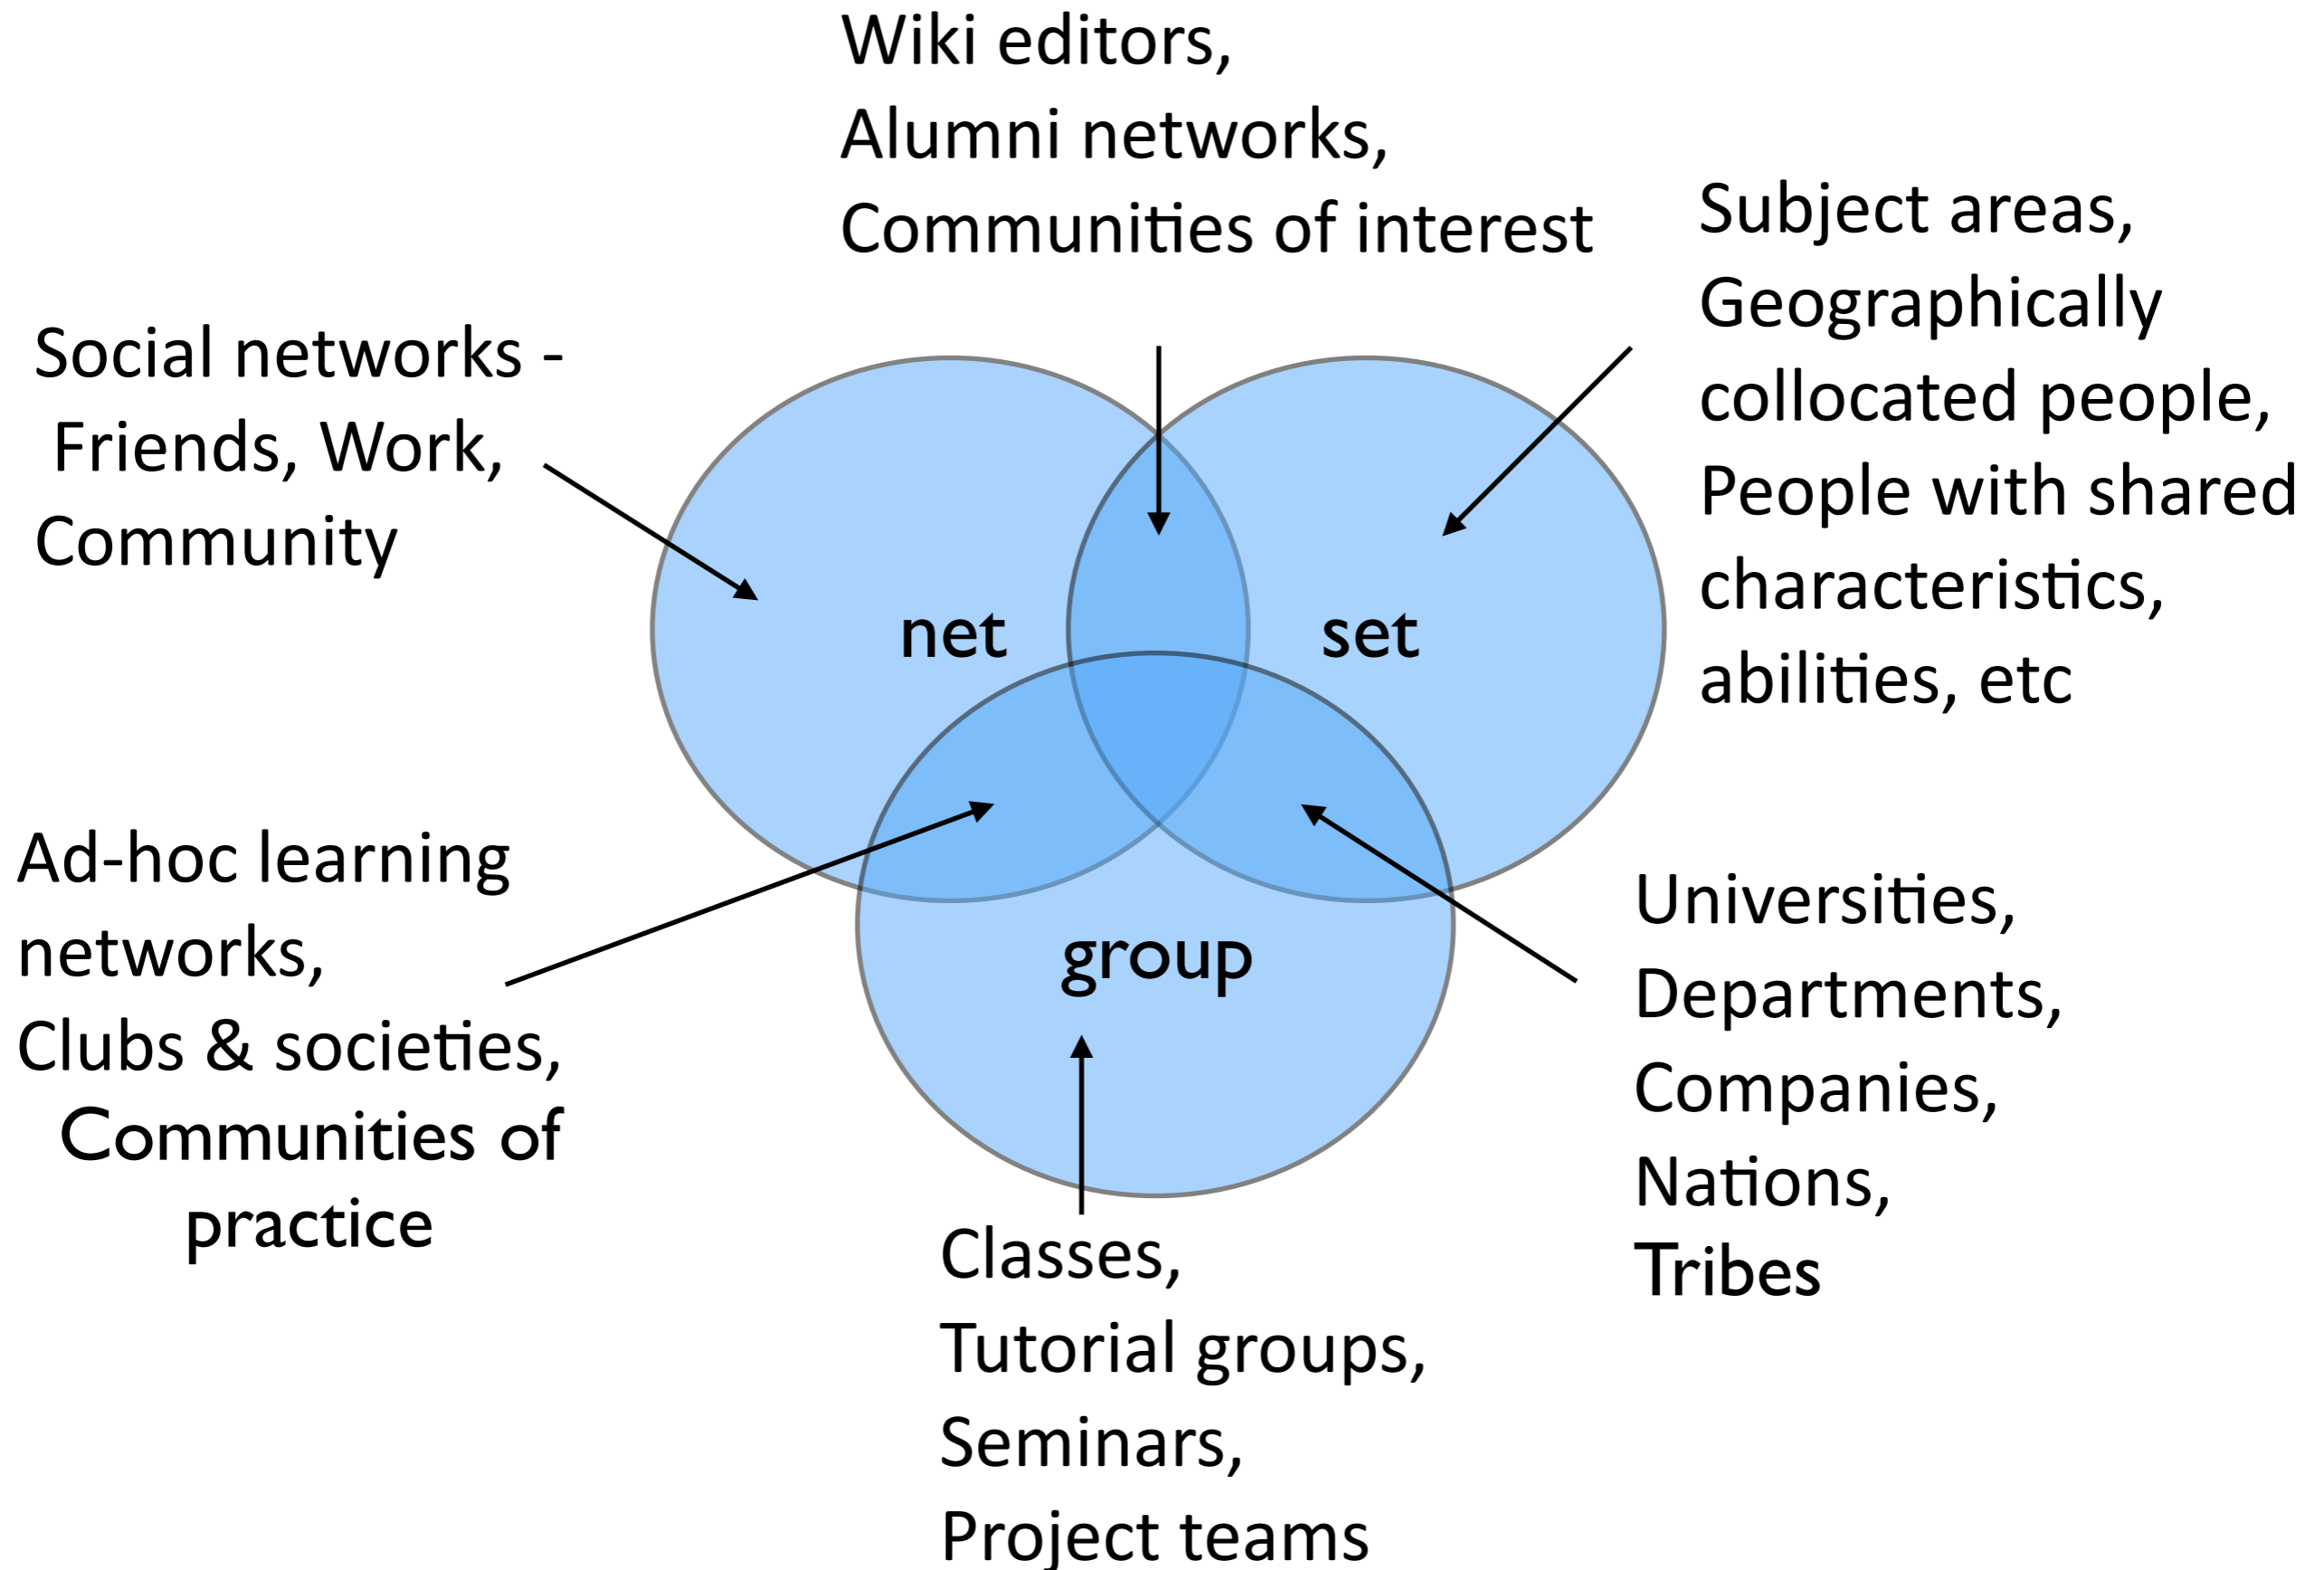 Wiki editors,
Alumni networks,
Communities of interest
Subject areas,
Geographically
collocated people,
People with shared
characteristics,
abilities, etc
Social networks -
Friends, Work,
Community
net
set
group
Ad-hoc learning
networks,
Clubs & societies,
Communities of
practice
Universities,
Departments,
Companies,
Nations,
Tribes
Classes,
Tutorial groups,
Seminars,
Project teams